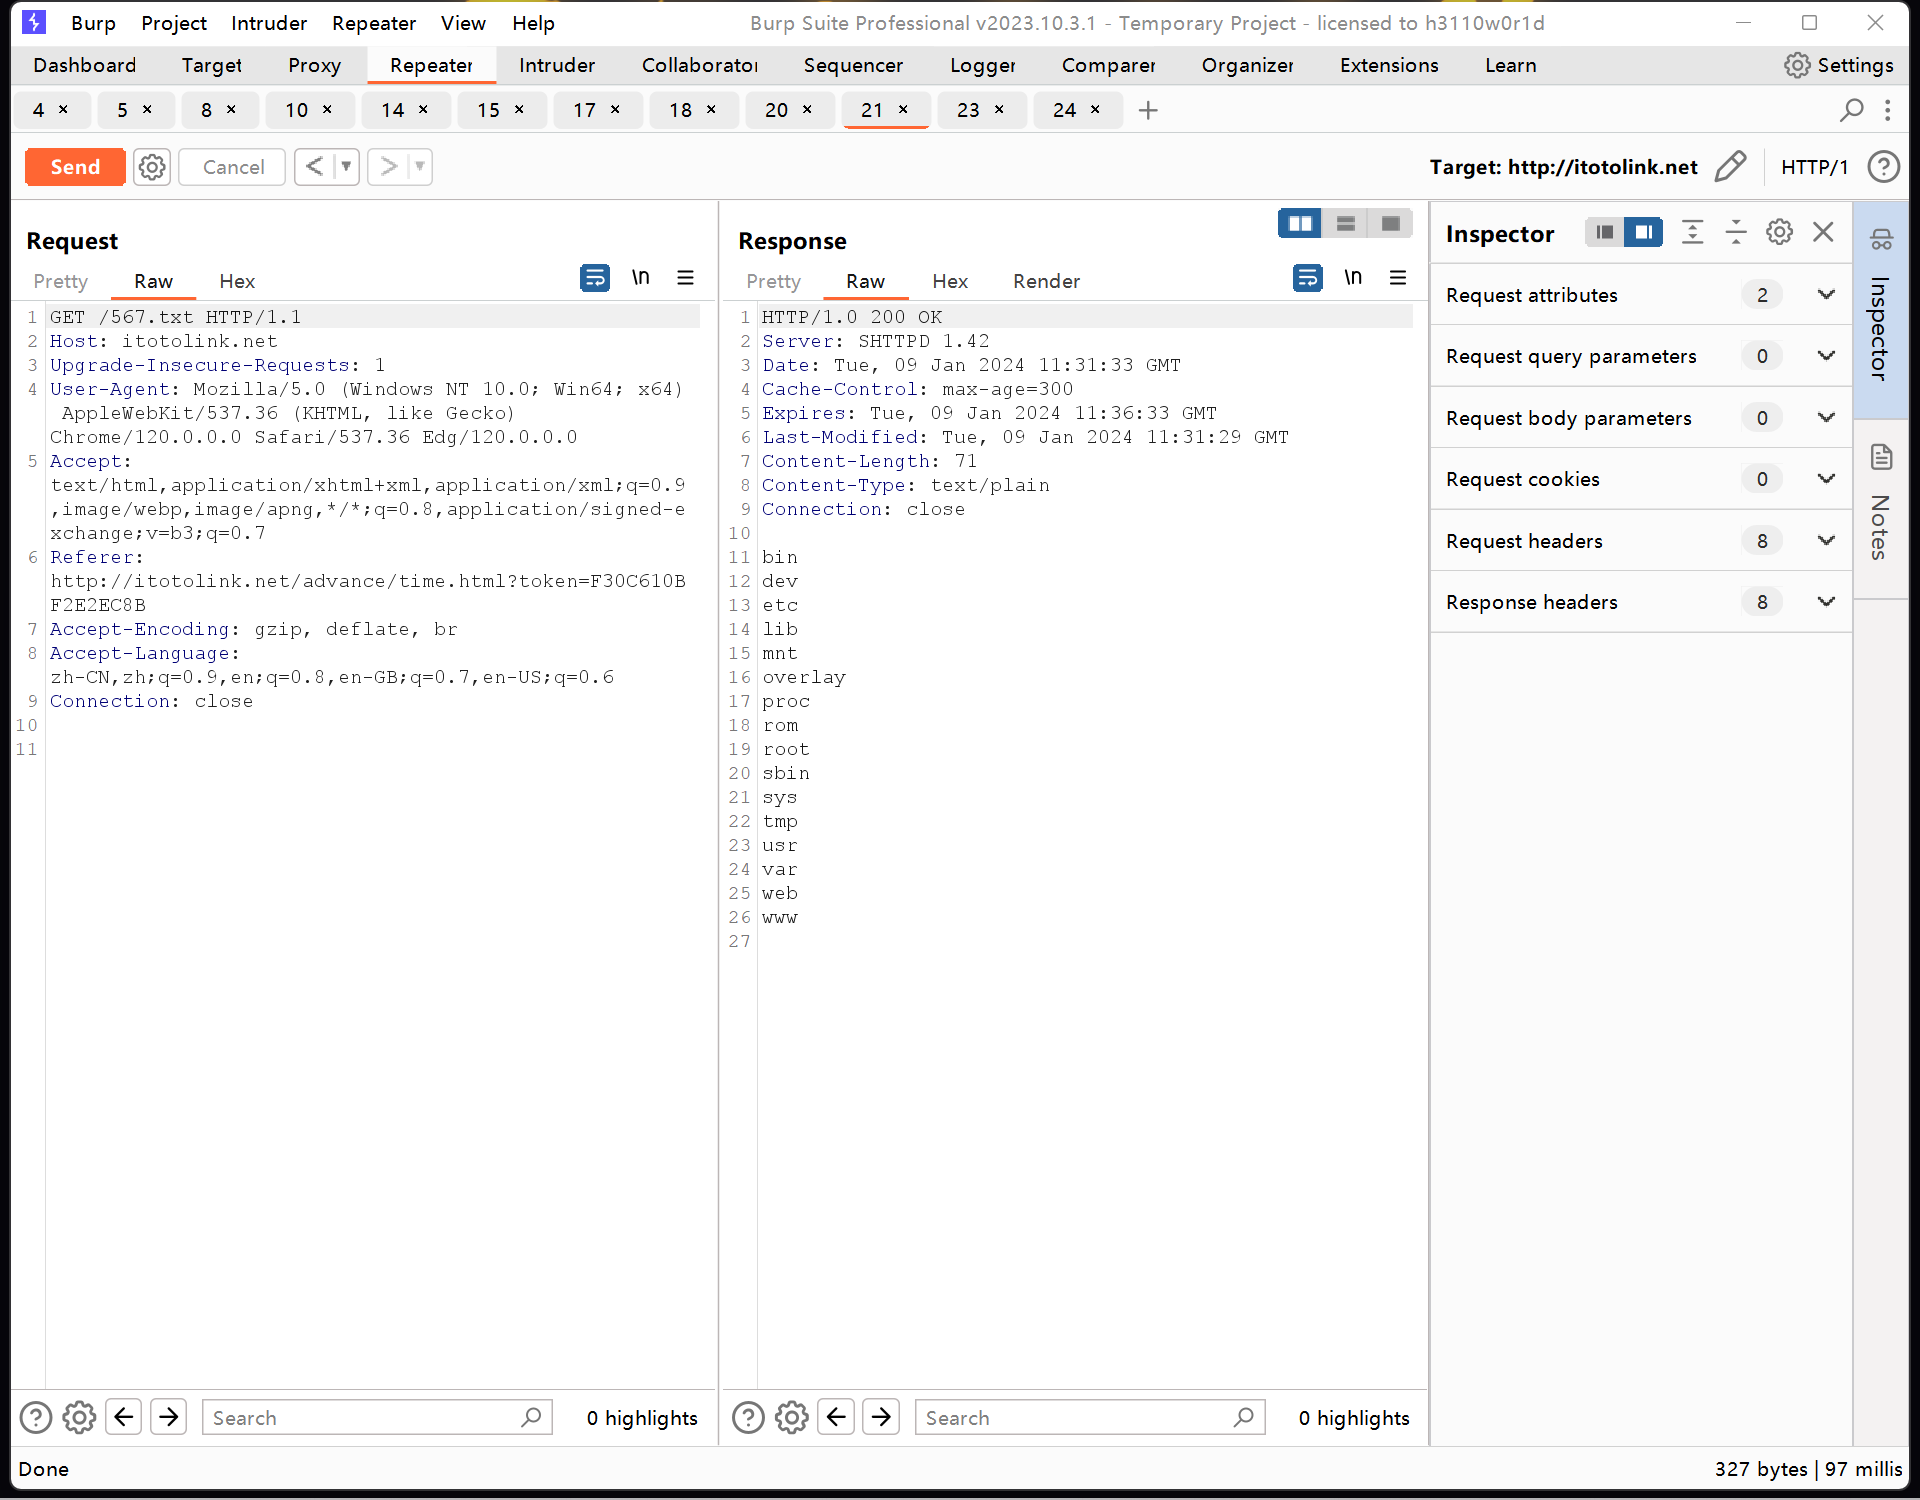 Burp Project Intruder Repeater View Help Burp Suite Professional v2023.10.3.1 - Temporary Project - licensed to h3110w0r1d
Dashboard Target Proxy Repeater Intruder Collaborator Sequencer Logger Comparer Organizer Extensions Learn Settings
4 × 5 × 8 × 10 × 14 × 15 × 17 × 18 × 20 × 21 × 23 × 24 × +
Send Cancel < > Target: http://itotolink.net HTTP/1 ?
Request
Pretty Raw Hex \n
1 GET /567.txt HTTP/1.1
2 Host: itotolink.net
3 Upgrade-Insecure-Requests: 1
4 User-Agent: Mozilla/5.0 (Windows NT 10.0; Win64; x64)
AppleWebKit/537.36 (KHTML, like Gecko)
Chrome/120.0.0.0 Safari/537.36 Edg/120.0.0.0
5 Accept:
text/html,application/xhtml+xml,application/xml;q=0.9
,image/webp,image/apng,*/*;q=0.8,application/signed-e
xchange;v=b3;q=0.7
6 Referer:
http://itotolink.net/advance/time.html?token=F30C610B
F2E2EC8B
7 Accept-Encoding: gzip, deflate, br
8 Accept-Language:
zh-CN,zh;q=0.9,en;q=0.8,en-GB;q=0.7,en-US;q=0.6
9 Connection: close
10
11
? Search 0 highlights
Response
Pretty Raw Hex Render \n
1 HTTP/1.0 200 OK
2 Server: SHTTPD 1.42
3 Date: Tue, 09 Jan 2024 11:31:33 GMT
4 Cache-Control: max-age=300
5 Expires: Tue, 09 Jan 2024 11:36:33 GMT
6 Last-Modified: Tue, 09 Jan 2024 11:31:29 GMT
7 Content-Length: 71
8 Content-Type: text/plain
9 Connection: close
10
11 bin
12 dev
13 etc
14 lib
15 mnt
16 overlay
17 proc
18 rom
19 root
20 sbin
21 sys
22 tmp
23 usr
24 var
25 web
26 www
27
? Search 0 highlights
Inspector
Request attributes 2
Request query parameters 0
Request body parameters 0
Request cookies 0
Request headers 8
Response headers 8
Inspector
Notes
Done 327 bytes | 97 millis